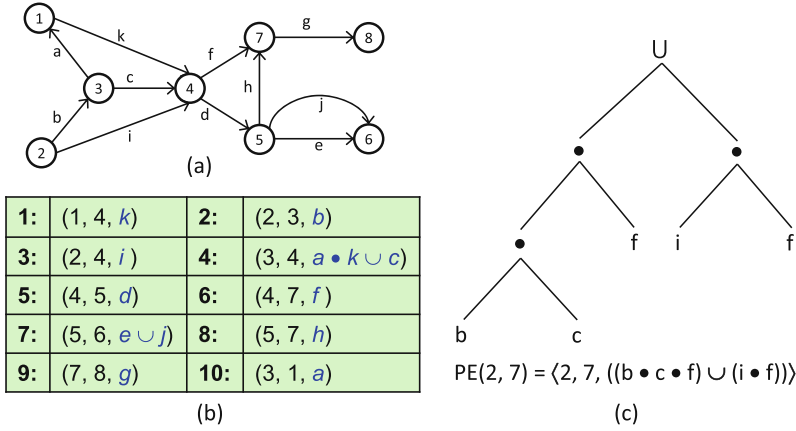 1
k
f
7
g
8
a
3
c
4
h
j
b
d
2
i
5
e
6
(a)
1: (1, 4, k) 2: (2, 3, b)
3: (2, 4, i ) 4: (3, 4, a • k ∪ c)
5: (4, 5, d) 6: (4, 7, f )
7: (5, 6, e ∪ j) 8: (5, 7, h)
9: (7, 8, g) 10: (3, 1, a)
(b)
∪
• •
• f i f
b c
PE(2, 7) = ⟨2, 7, ((b • c • f) ∪ (i • f))⟩
(c)